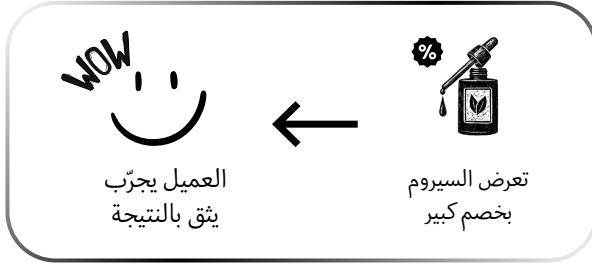 %
تعرض السيروم
بخصم كبير
WOW
العميل يجرّب
يثق بالنتيجة